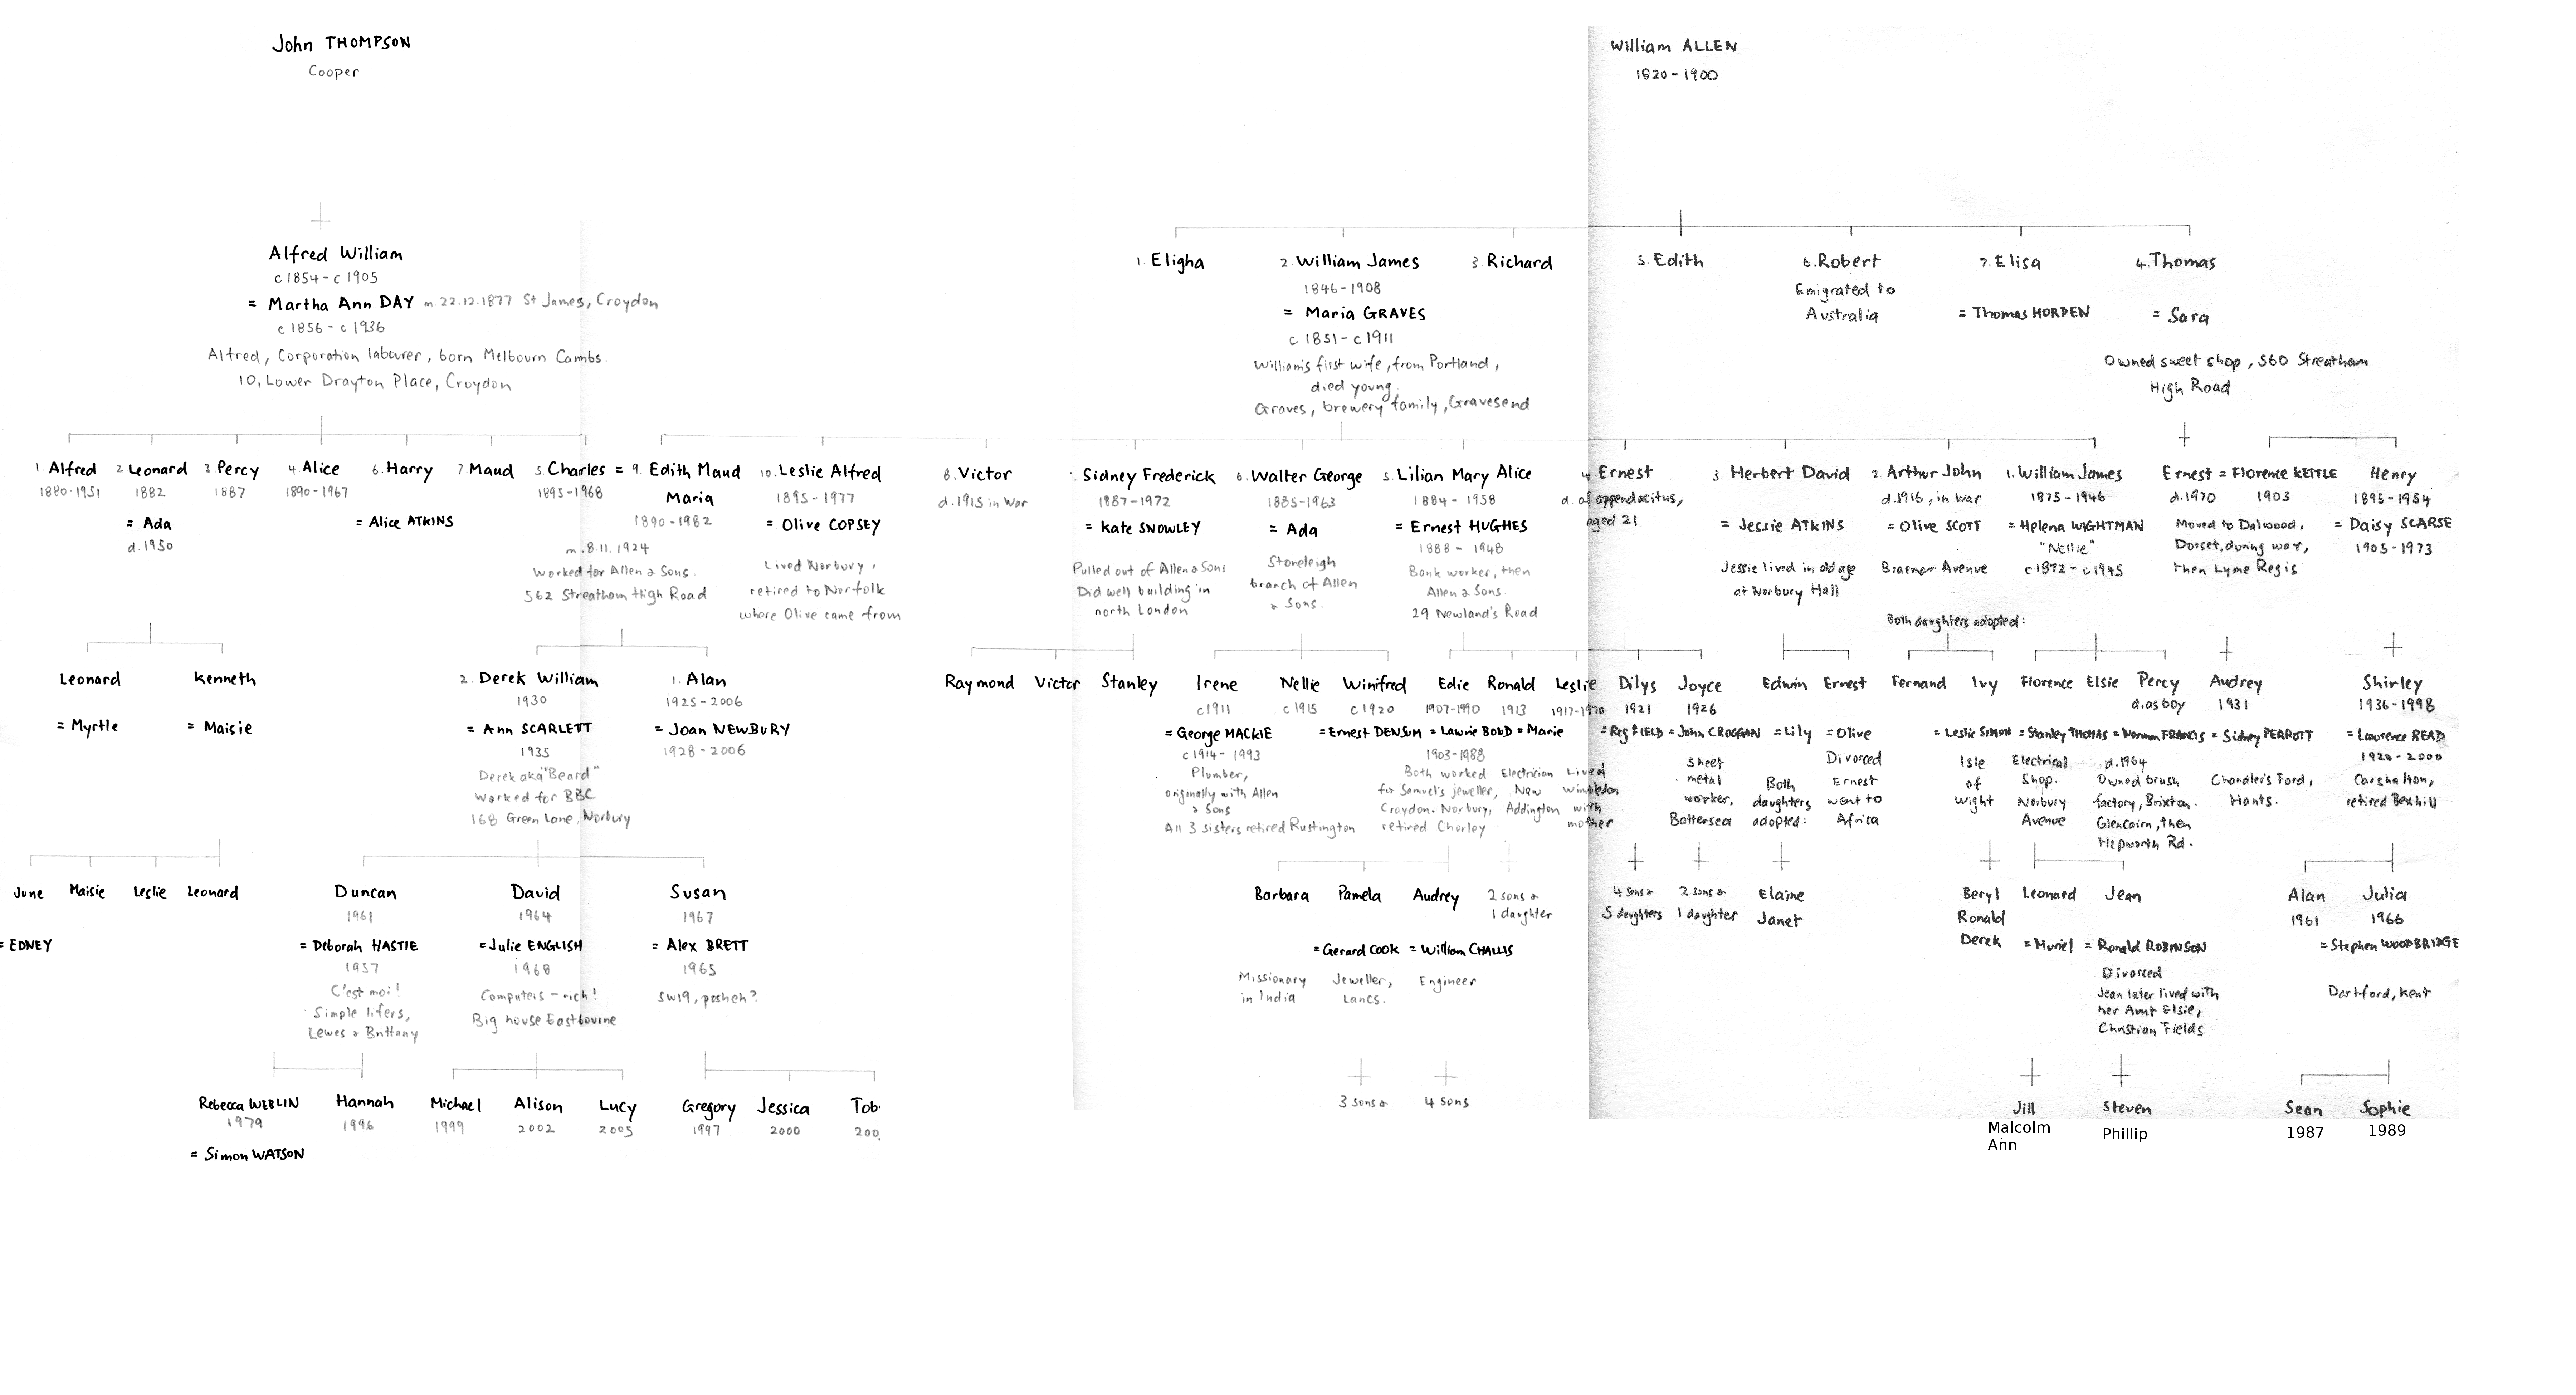 John THOMPSON
Cooper
William ALLEN
1820 - 1900
Alfred William
c1854 - c1905
= Martha Ann DAY m.22.12.1877 St James, Croydon
c1856 - c1936
Alfred, Corporation labourer, born Melbourn Cambs.
10, Lower Drayton Place, Croydon
1. Eligha
2. William James
1846 - 1908
= Maria GRAVES
c1851 - c1911
William's first wife, from Portland,
died young.
Graves, brewery family, Gravesend
3 Richard
5. Edith
6. Robert
Emigrated to
Australia
7. Elisa
= Thomas HORDEN
4. Thomas
= Sara
Owned sweet shop, 560 Streatham
High Road
1. Alfred
1880-1951
2 Leonard
1882
= Ada
d.1950
3 Percy
1887
4. Alice
1890-1967
6. Harry
= Alice ATKINS
7 Maud
5. Charles = 9. Edith Maud
Maria
1895-1968
1890-1982
m.8.11.1924
Worked for Allen & Sons.
562 Streatham High Road
10. Leslie Alfred
1895-1977
= Olive COPSEY
Lived Norbury,
retired to Norfolk
where Olive came from
8. Victor
d.1915 in War
Sidney Frederick
1887-1972
= Kate SNOWLEY
Pulled out of Allen & Sons
Did well building in
north London
6. Walter George
1885-1963
= Ada
Stoneleigh
branch of Allen
& Sons.
5. Lilian Mary Alice
1884 - 1958
= Ernest HUGHES
1888 - 1948
Bank worker, then
Allen & Sons
29 Newland's Road
4. Ernest
d. of appendacitus,
aged 21
3. Herbert David
= Jessie ATKINS
Jessie lived in old age
at Norbury Hall
2. Arthur John
d.1916, in War
= Olive SCOTT
Braemar Avenue
Both daughters adopted:
1. William James
1875 - 1946
= Helena WIGHTMAN
"Nellie"
c1872 - c1945
Ernest = Florence KETTLE
d.1970 1903
Moved to Dalwood,
Dorset, during war,
then Lyme Regis
Henry
1895-1954
= Daisy SCARSE
1905-1973
Leonard
= Myrtle
Kenneth
= Maisie
2. Derek William
1930
= Ann SCARLETT
1935
Derek aka "Beard"
Worked for BBC
168 Green Lane, Norbury
1. Alan
1925 - 2006
= Joan NEWBURY
1928 - 2006
Raymond
Victor
Stanley
Irene
c1911
= George MACKIE
c1914 - 1993
Plumber,
originally with Allen
& Sons
All 3 sisters retired Rustington
Nellie
c1915
Winifred
c1920
= Ernest DENSUM
Edie
1907-1990
= Lawrie BOUD
1903-1988
Both worked
for Samuel's jeweller,
Croydon. Norbury,
retired Chorley
Ronald
1913
= Marie
Electrician
New
Addington
Leslie
1917-1970
Lived
Wimbledon
with
mother
Dilys
1921
= Reg FIELD
Joyce
1926
= John CROGGAN
Sheet
metal
worker.
Battersea
Edwin
= Lily
Both
daughters
adopted:
Ernest
= Olive
Divorced
Ernest
went to
Africa
Fernand
Ivy
= Leslie SIMON
Isle
of
Wight
Florence
= Stanley THOMAS
Electrical
Shop.
Norbury
Avenue
Elsie
= Norman FRANCIS
d.1964
Owned brush
factory, Brixton.
Glencairn, then
Hepworth Rd.
Percy
d.as boy
Audrey
1931
= Sidney PERROTT
Chandler's Ford,
Hants.
Shirley
1936-1998
= Lawrence READ
1920 - 2000
Carshalton,
retired Bexhill
June
= EDNEY
Maisie
Leslie
Leonard
Duncan
1961
= Deborah HASTIE
1957
C'est moi!
Simple lifers,
Lewes & Brittany
David
1964
= Julie ENGLISH
1968
Computers - rich!
Big house Eastbourne
Susan
1967
= Alex BRETT
1965
SW19, posheh?
Barbara
Missionary
in India
Pamela
= Gerard COOK
Jeweller,
Lancs.
Audrey
= William CHALLIS
Engineer
2 sons &
1 daughter
4 sons &
5 daughters
2 sons &
1 daughter
Elaine
Janet
Beryl
Ronald
Derek
Leonard
= Muriel
Jean
= Ronald ROBINSON
Divorced
Jean later lived with
her Aunt Elsie,
Christian Fields
Alan
1961
Julia
1966
= Stephen WOODBRIDGE
Dartford, Kent
Rebecca WEBLIN
1979
= Simon WATSON
Hannah
1996
Michael
1999
Alison
2002
Lucy
2005
Gregory
1997
Jessica
2000
Tob
200
3 sons &
4 sons
Jill
Malcolm
Ann
Steven
Phillip
Sean
1987
Sophie
1989